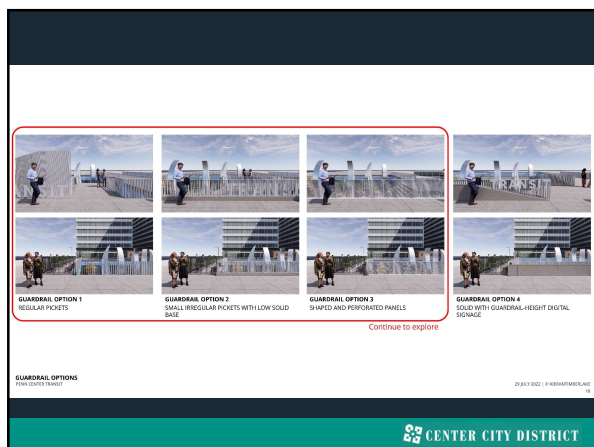 TRANSIT
GUARDRAIL OPTION 1
REGULAR PICKETS
GUARDRAIL OPTION 2
SMALL IRREGULAR PICKETS WITH LOW SOLID
BASE
GUARDRAIL OPTION 3
SHAPED AND PERFORATED PANELS
GUARDRAIL OPTION 4
SOLID WITH GUARDRAIL-HEIGHT DIGITAL
SIGNAGE
Continue to explore
GUARDRAIL OPTIONS
PENN CENTER TRANSIT
29 JULY 2022 | © KIERANTIMBERLAKE
CENTER CITY DISTRICT